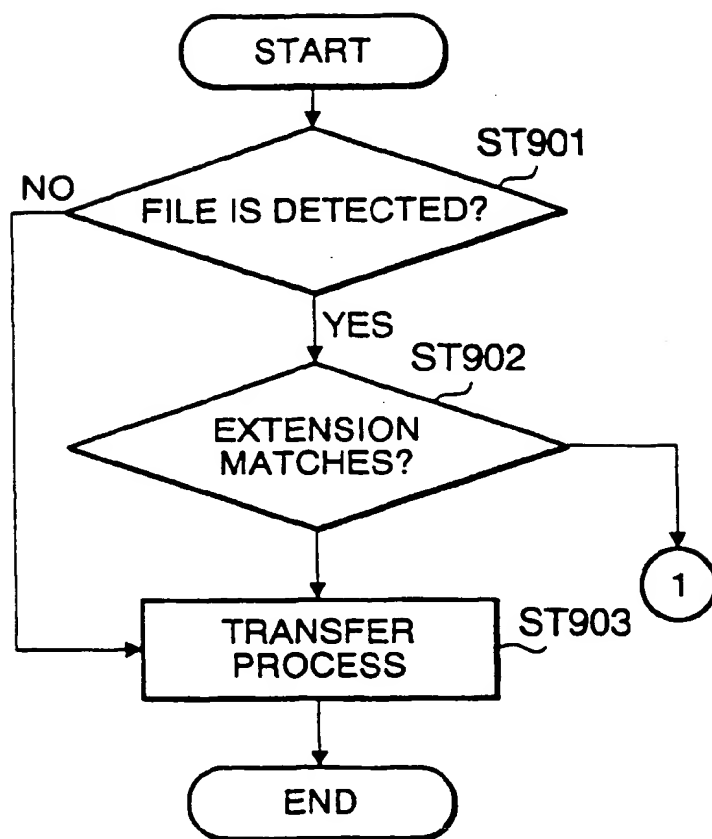 START
ST901
NO
FILE IS DETECTED?
YES
ST902
EXTENSION
MATCHES?
1
TRANSFER
PROCESS
ST903
END